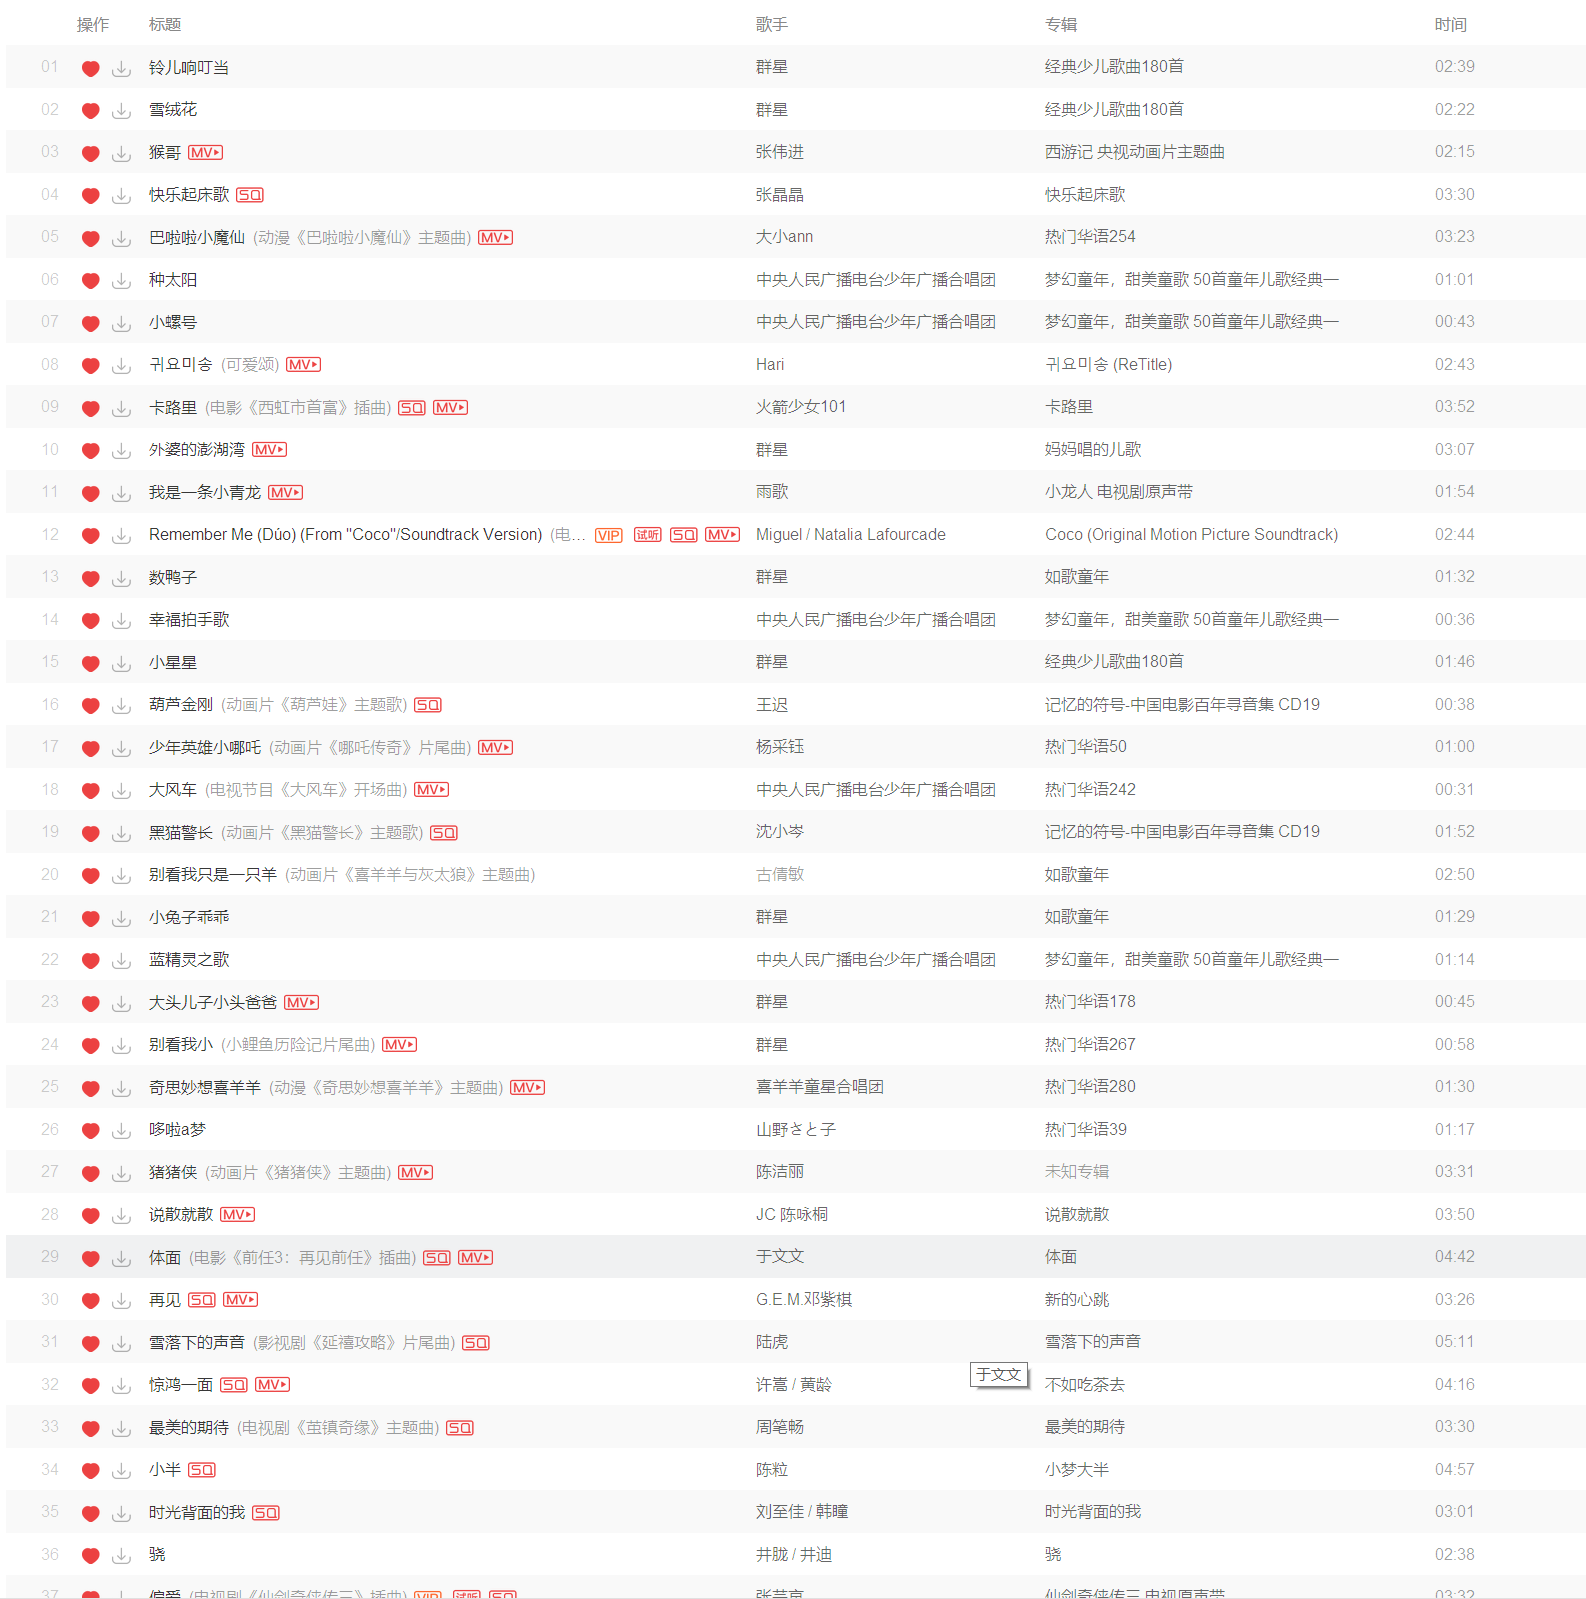 操作 标题 歌手 专辑 时间
01 铃儿响叮当 群星 经典少儿歌曲180首 02:39
02 雪绒花 群星 经典少儿歌曲180首 02:22
03 猴哥 MV 张伟进 西游记 央视动画片主题曲 02:15
04 快乐起床歌 SQ 张晶晶 快乐起床歌 03:30
05 巴啦啦小魔仙 (动漫《巴啦啦小魔仙》主题曲) MV 大小ann 热门华语254 03:23
06 种太阳 中央人民广播电台少年广播合唱团 梦幻童年，甜美童歌 50首童年儿歌经典一 01:01
07 小螺号 中央人民广播电台少年广播合唱团 梦幻童年，甜美童歌 50首童年儿歌经典一 00:43
08 귀요미송 (可爱颂) MV Hari 귀요미송 (ReTitle) 02:43
09 卡路里 (电影《西虹市首富》插曲) SQ MV 火箭少女101 卡路里 03:52
10 外婆的澎湖湾 MV 群星 妈妈唱的儿歌 03:07
11 我是一条小青龙 MV 雨歌 小龙人 电视剧原声带 01:54
12 Remember Me (Dúo) (From "Coco"/Soundtrack Version) (电... VIP 试听 SQ MV Miguel / Natalia Lafourcade Coco (Original Motion Picture Soundtrack) 02:44
13 数鸭子 群星 如歌童年 01:32
14 幸福拍手歌 中央人民广播电台少年广播合唱团 梦幻童年，甜美童歌 50首童年儿歌经典一 00:36
15 小星星 群星 经典少儿歌曲180首 01:46
16 葫芦金刚 (动画片《葫芦娃》主题歌) SQ 王迟 记忆的符号-中国电影百年寻音集 CD19 00:38
17 少年英雄小哪吒 (动画片《哪吒传奇》片尾曲) MV 杨采钰 热门华语50 01:00
18 大风车 (电视节目《大风车》开场曲) MV 中央人民广播电台少年广播合唱团 热门华语242 00:31
19 黑猫警长 (动画片《黑猫警长》主题歌) SQ 沈小岑 记忆的符号-中国电影百年寻音集 CD19 01:52
20 别看我只是一只羊 (动画片《喜羊羊与灰太狼》主题曲) 古倩敏 如歌童年 02:50
21 小兔子乖乖 群星 如歌童年 01:29
22 蓝精灵之歌 中央人民广播电台少年广播合唱团 梦幻童年，甜美童歌 50首童年儿歌经典一 01:14
23 大头儿子小头爸爸 MV 群星 热门华语178 00:45
24 别看我小 (小鲤鱼历险记片尾曲) MV 群星 热门华语267 00:58
25 奇思妙想喜羊羊 (动漫《奇思妙想喜羊羊》主题曲) MV 喜羊羊童星合唱团 热门华语280 01:30
26 哆啦a梦 山野さと子 热门华语39 01:17
27 猪猪侠 (动画片《猪猪侠》主题曲) MV 陈洁丽 未知专辑 03:31
28 说散就散 MV JC 陈咏桐 说散就散 03:50
29 体面 (电影《前任3：再见前任》插曲) SQ MV 于文文 体面 04:42
30 再见 SQ MV G.E.M.邓紫棋 新的心跳 03:26
31 雪落下的声音 (影视剧《延禧攻略》片尾曲) SQ 陆虎 雪落下的声音 05:11
于文文
32 惊鸿一面 SQ MV 许嵩 / 黄龄 不如吃茶去 04:16
33 最美的期待 (电视剧《茧镇奇缘》主题曲) SQ 周笔畅 最美的期待 03:30
34 小半 SQ 陈粒 小梦大半 04:57
35 时光背面的我 SQ 刘至佳 / 韩瞳 时光背面的我 03:01
36 骁 井胧 / 井迪 骁 02:38
37 偏爱 (电视剧《仙剑奇侠传三》插曲) VIP 试听 SQ 张芸京 仙剑奇侠传三 电视原声带 03:32